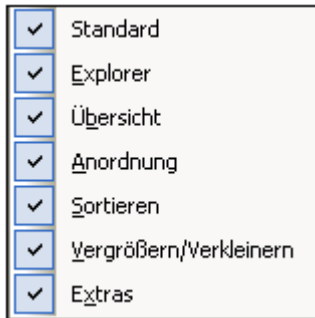 Standard
Explorer
Übersicht
Anordnung
Sortieren
Vergrößern/Verkleinern
Extras